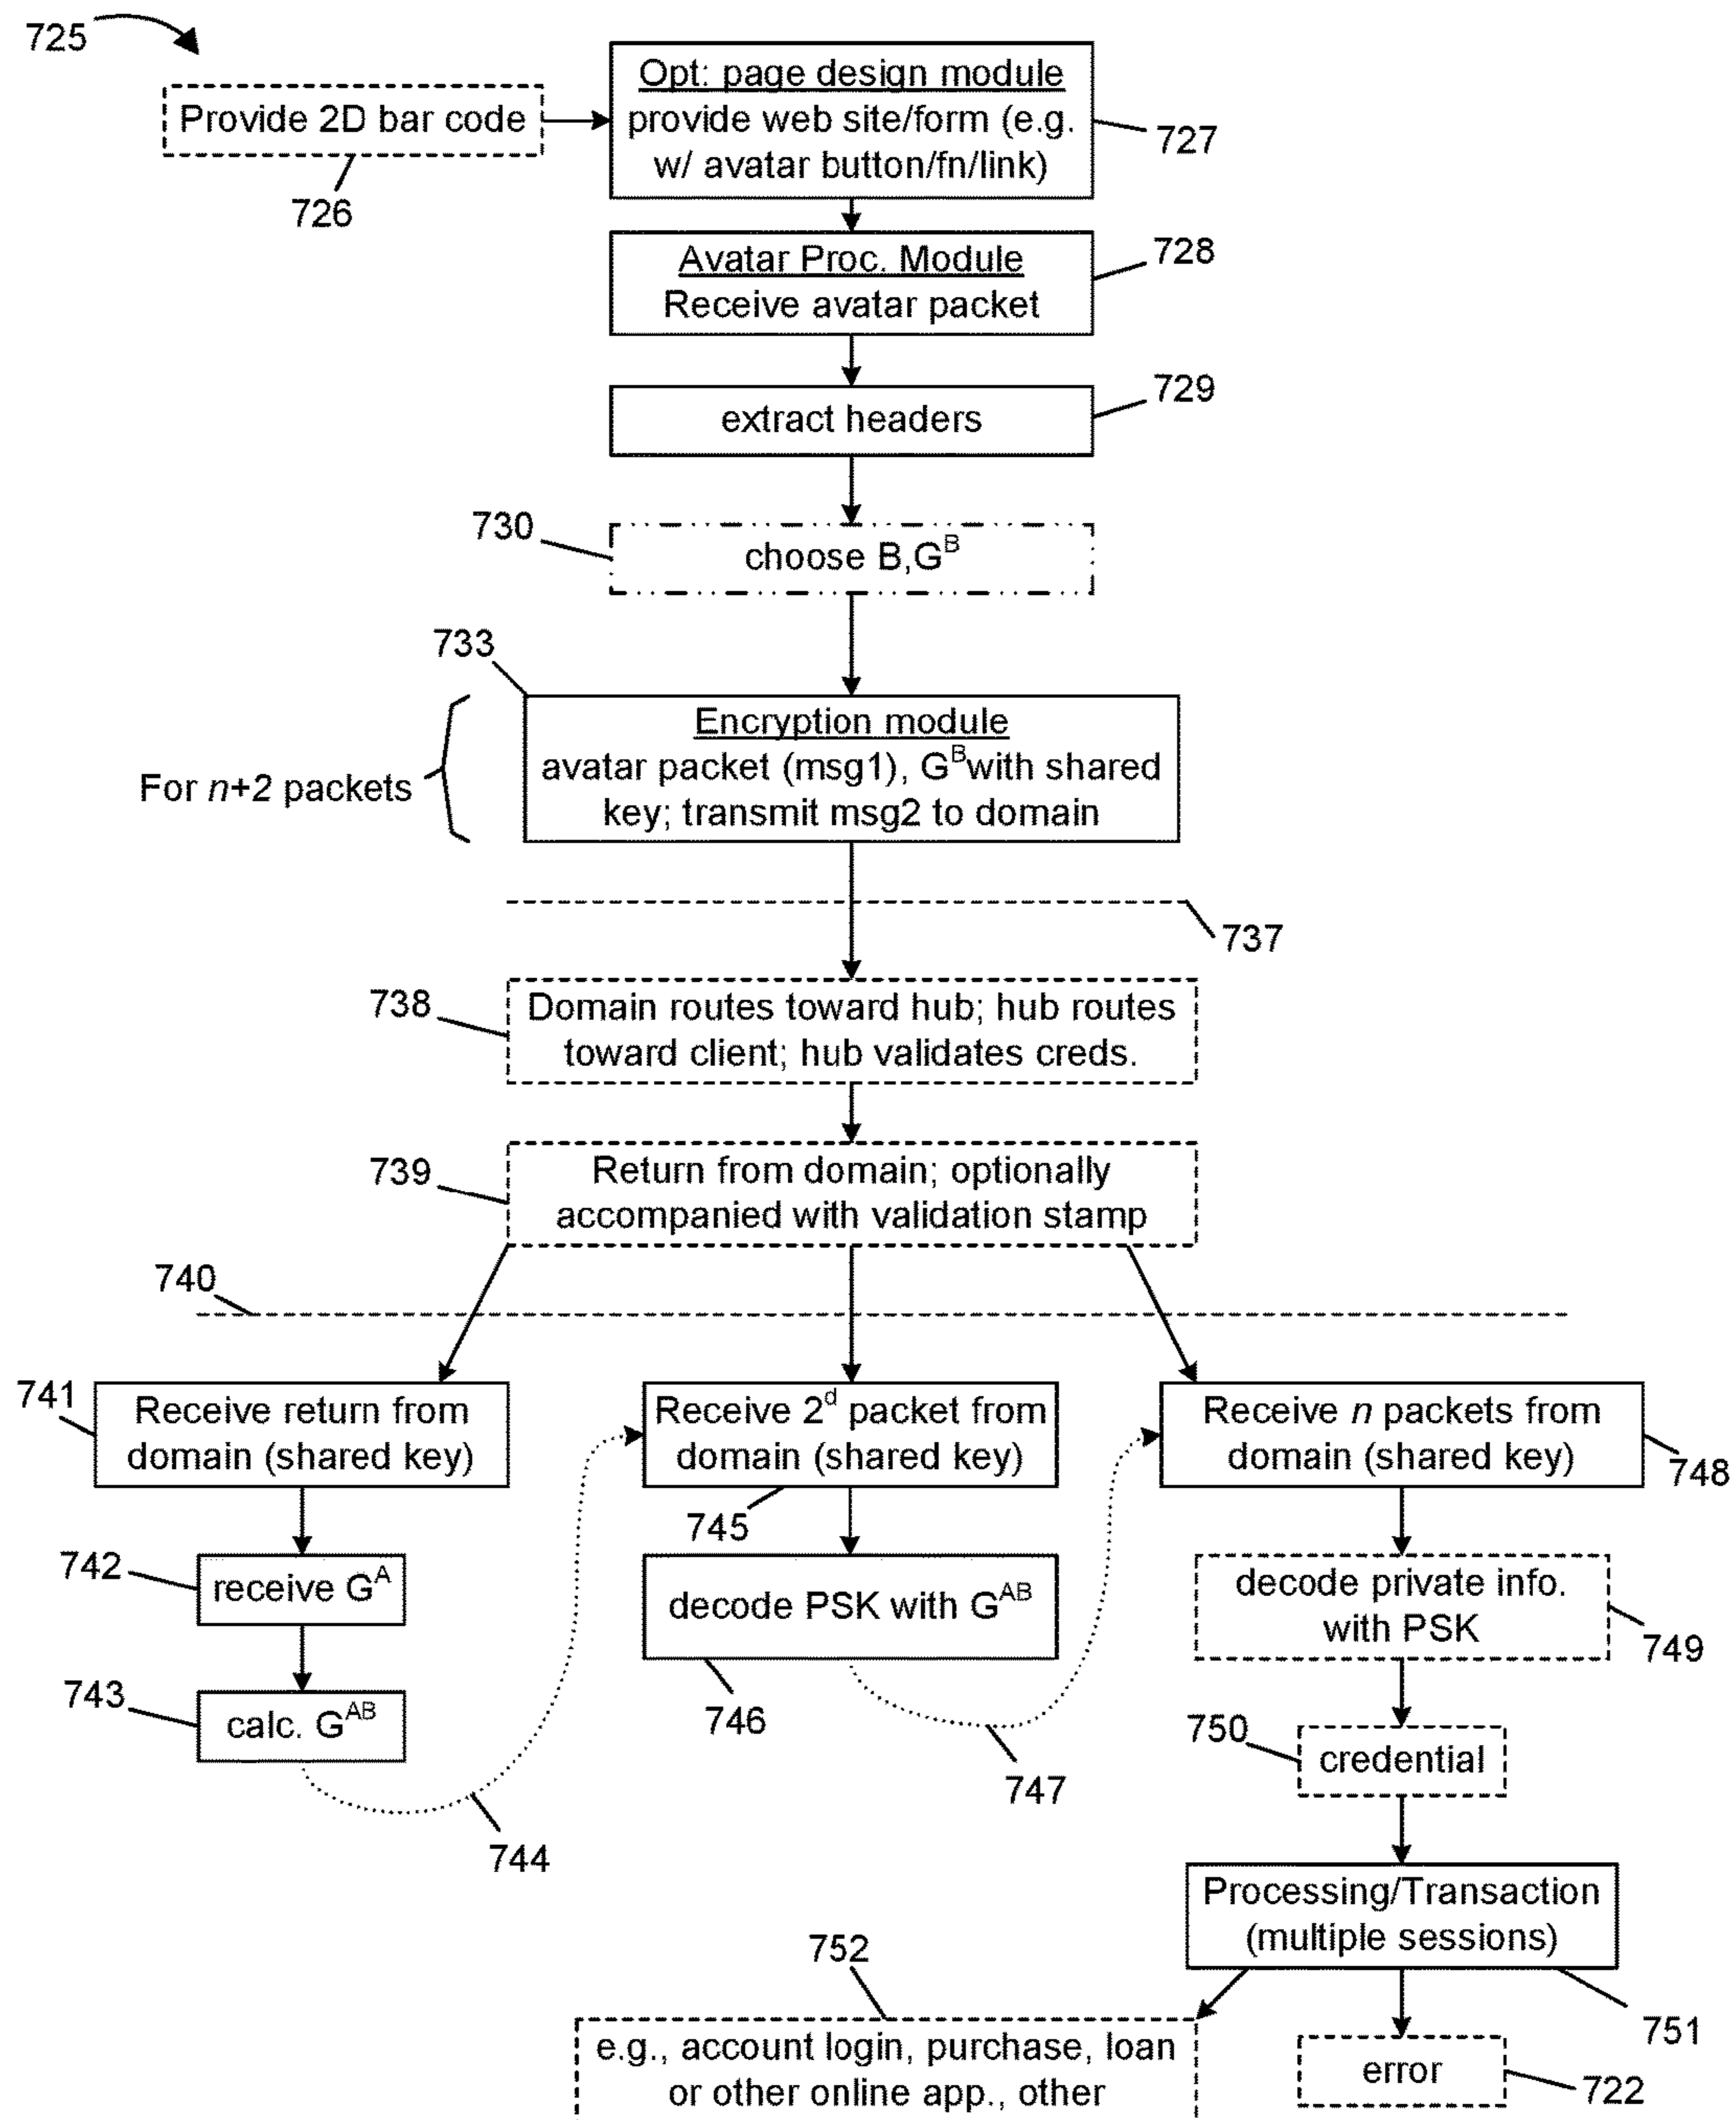 725
Provide 2D bar code
726
Opt: page design module
provide web site/form (e.g.
w/ avatar button/fn/link)
727
Avatar Proc. Module
Receive avatar packet
728
extract headers
729
730
choose B,G^B
733
For n+2 packets
Encryption module
avatar packet (msg1), G^B with shared
key; transmit msg2 to domain
737
738
Domain routes toward hub; hub routes
toward client; hub validates creds.
739
Return from domain; optionally
accompanied with validation stamp
740
741
Receive return from
domain (shared key)
742
receive G^A
743
calc. G^AB
744
Receive 2^d packet from
domain (shared key)
745
decode PSK with G^AB
746
747
Receive n packets from
domain (shared key)
748
decode private info.
with PSK
749
750
credential
Processing/Transaction
(multiple sessions)
751
752
e.g., account login, purchase, loan
or other online app., other
error
722